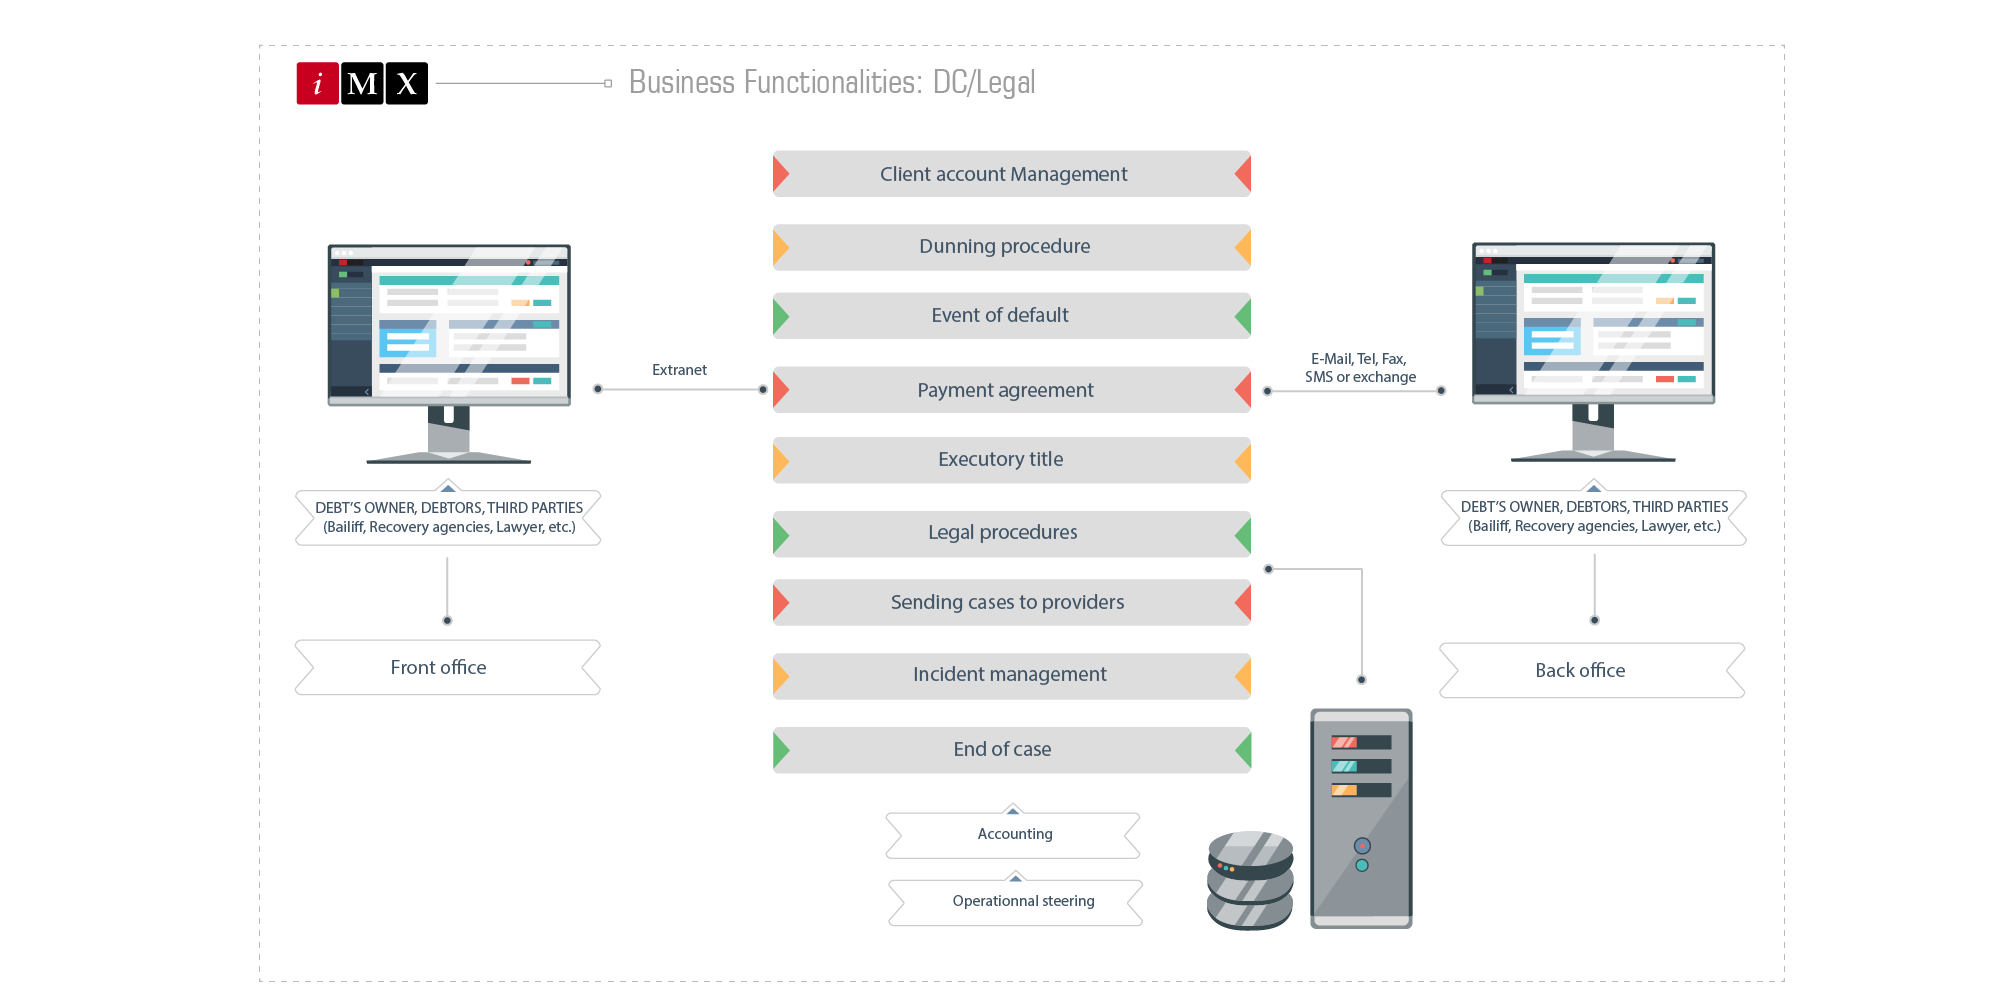 iMX
Business Functionalities: DC/Legal
Client account Management
Dunning procedure
Event of default
Payment agreement
Executory title
Legal procedures
Sending cases to providers
Incident management
End of case
Accounting
Operationnal steering
Extranet
DEBT'S OWNER, DEBTORS, THIRD PARTIES
(Bailiff, Recovery agencies, Lawyer, etc.)
Front office
E-Mail, Tel, Fax,
SMS or exchange
DEBT'S OWNER, DEBTORS, THIRD PARTIES
(Bailiff, Recovery agencies, Lawyer, etc.)
Back office